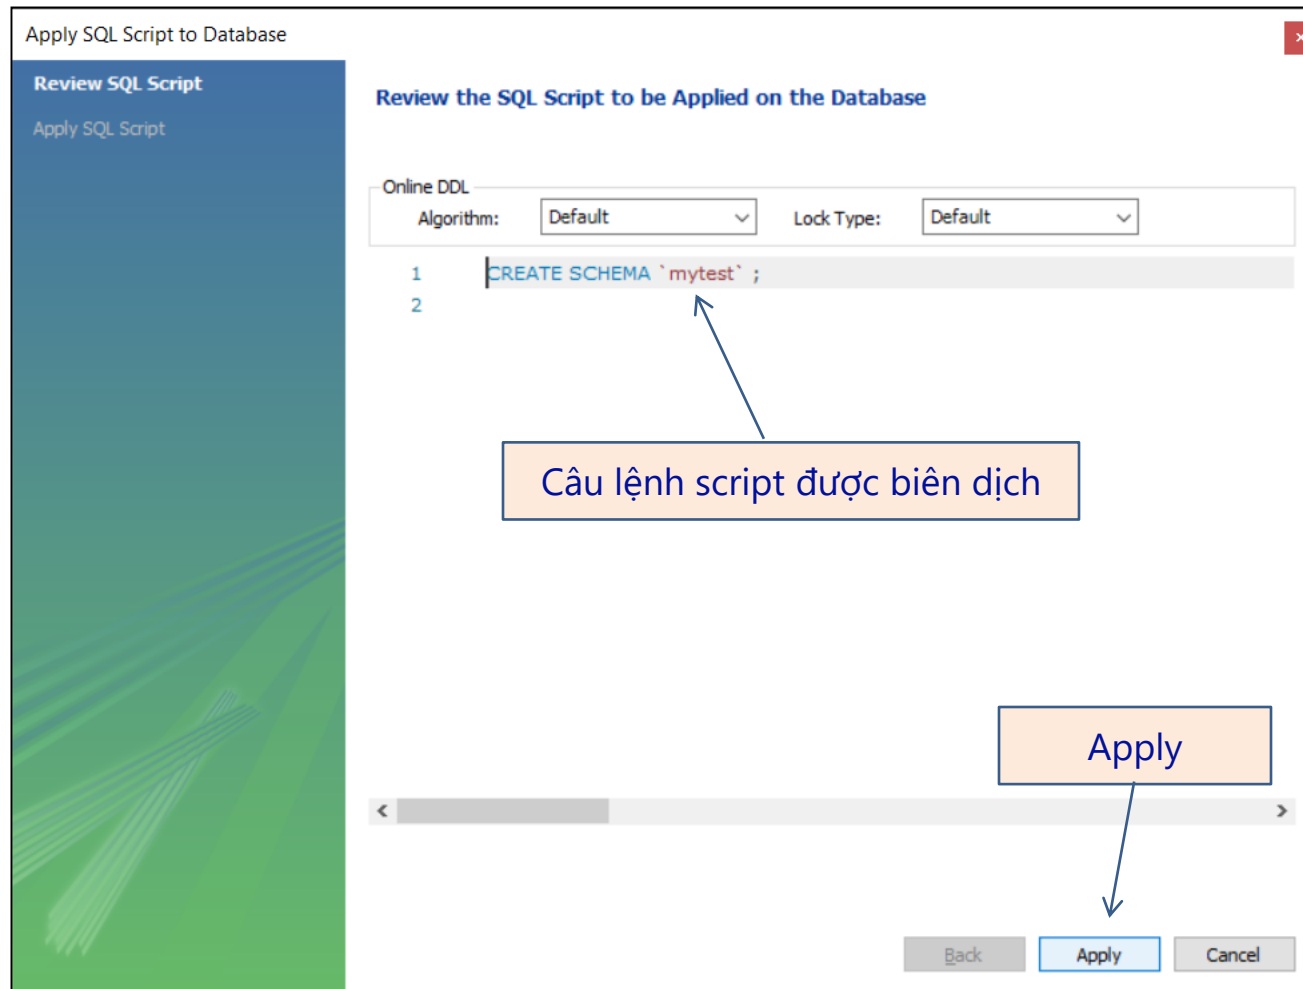 Apply SQL Script to Database
Review SQL Script
Apply SQL Script
Review the SQL Script to be Applied on the Database
Online DDL
Algorithm: Default Lock Type: Default
1 CREATE SCHEMA `mytest` ;
2
Câu lệnh script được biên dịch
Apply
Back Apply Cancel